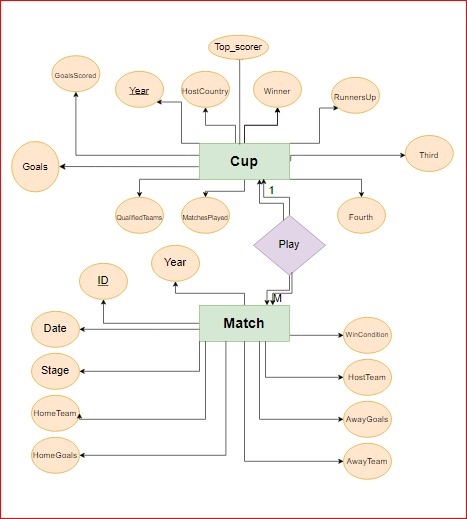 Top_scorer
GoalsScored
Year
HostCountry
Winner
RunnersUp
Goals
Cup
Third
QualifiedTeams
MatchesPlayed
1
Fourth
Play
Year
ID
M
Date
Match
WinCondition
Stage
HostTeam
HomeTeam
AwayGoals
HomeGoals
AwayTeam